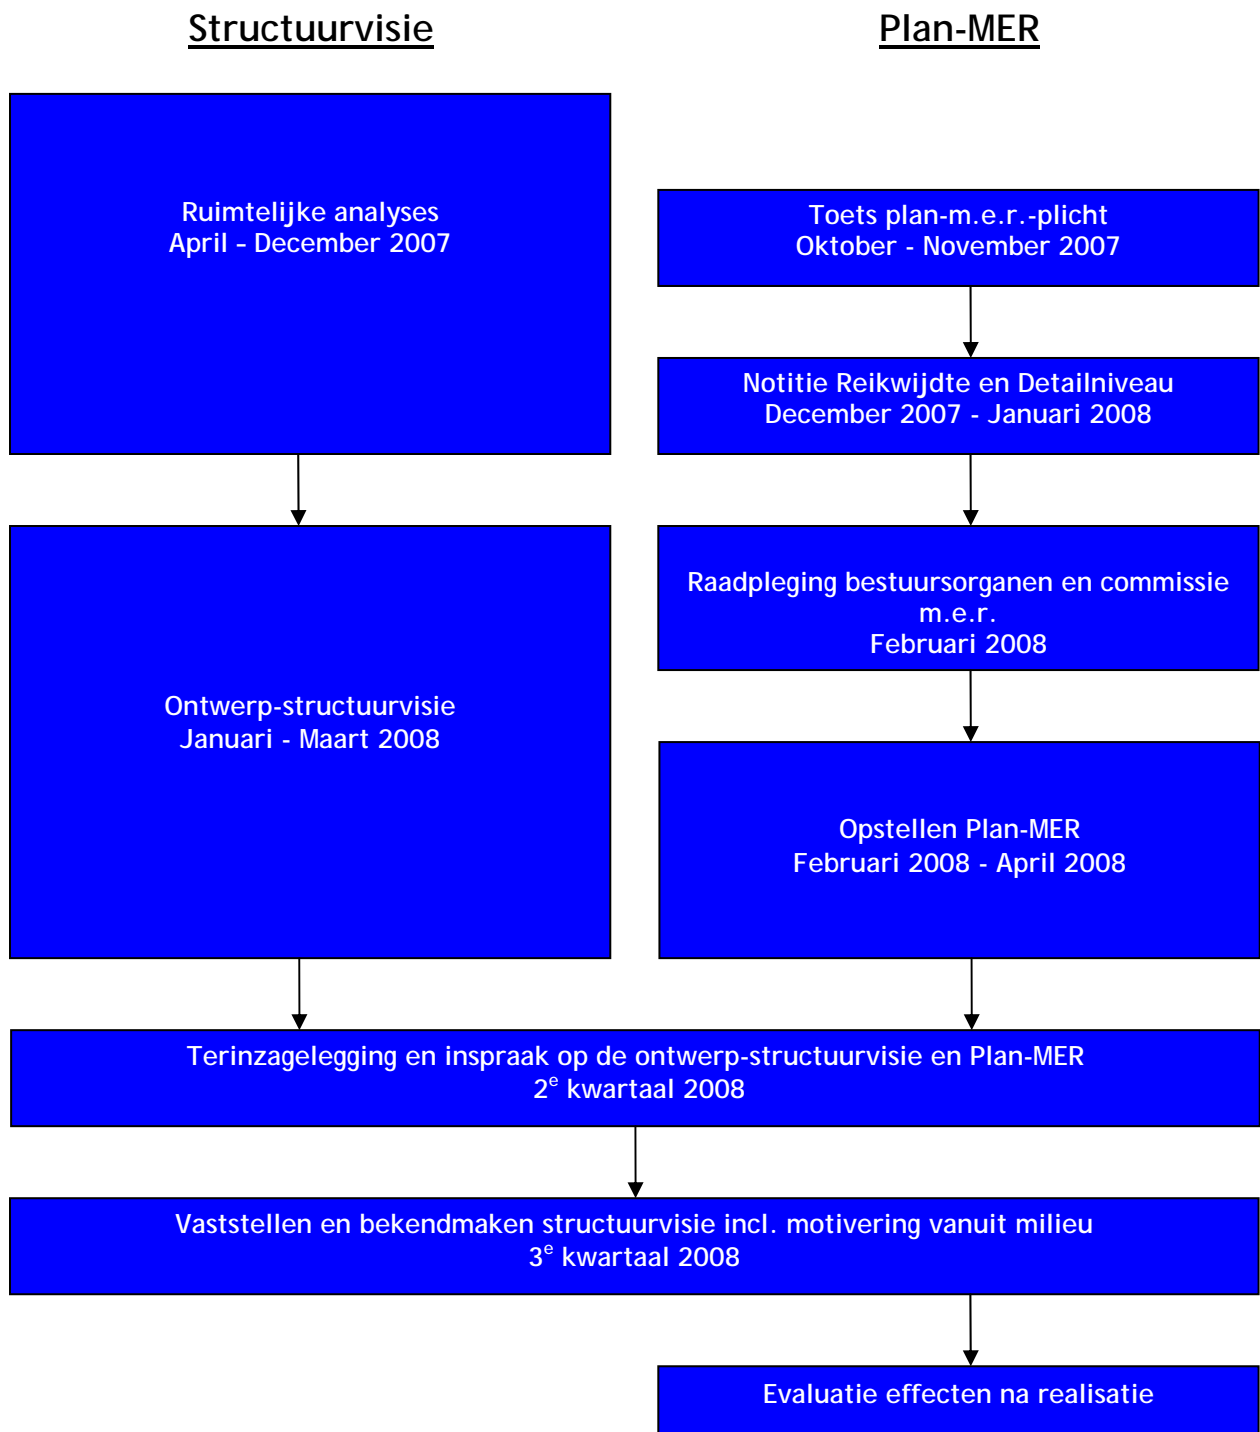 Structuurvisie
Plan-MER
Ruimtelijke analyses
April - December 2007
Toets plan-m.e.r.-plicht
Oktober - November 2007
Notitie Reikwijdte en Detailniveau
December 2007 - Januari 2008
Raadpleging bestuursorganen en commissie
m.e.r.
Februari 2008
Ontwerp-structuurvisie
Januari - Maart 2008
Opstellen Plan-MER
Februari 2008 - April 2008
Terinzagelegging en inspraak op de ontwerp-structuurvisie en Plan-MER
2e kwartaal 2008
Vaststellen en bekendmaken structuurvisie incl. motivering vanuit milieu
3e kwartaal 2008
Evaluatie effecten na realisatie